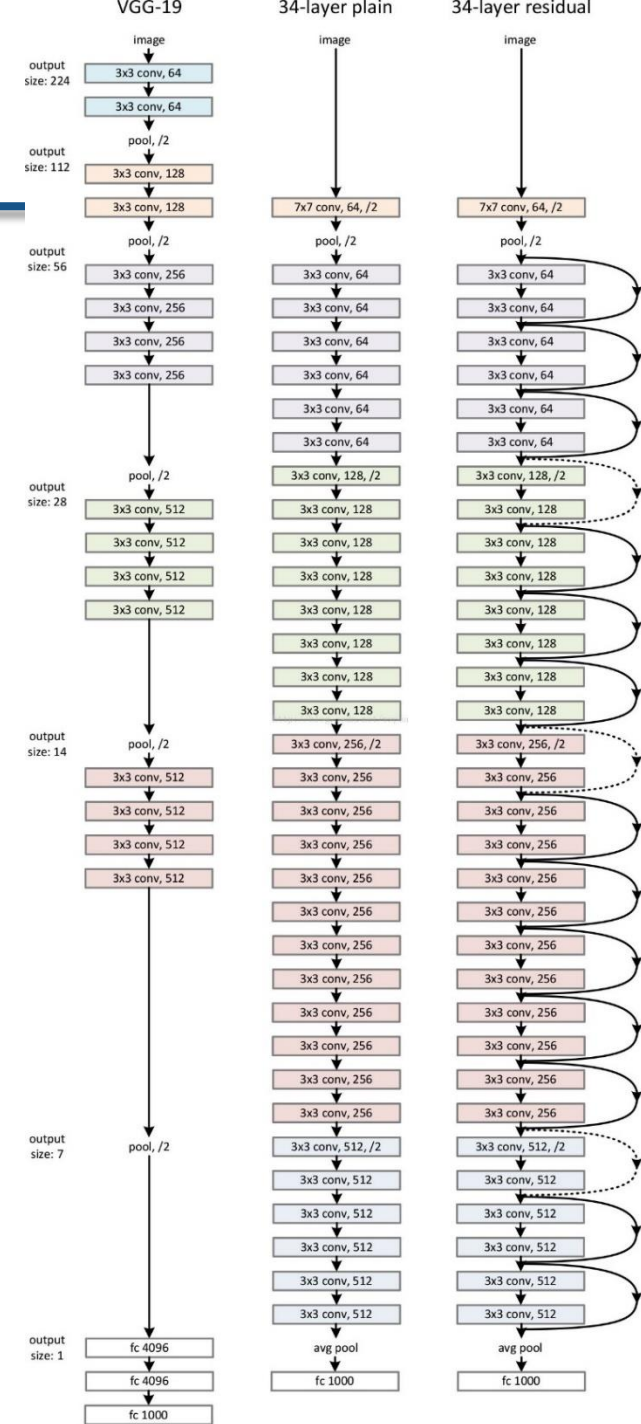 output
size: 224
output
size: 112
output
size: 56
output
size: 28
output
size: 14
output
size: 7
output
size: 1
VGG-19
image
3x3 conv, 64
3x3 conv, 64
pool, /2
3x3 conv, 128
3x3 conv, 128
pool, /2
3x3 conv, 256
3x3 conv, 256
3x3 conv, 256
3x3 conv, 256
pool, /2
3x3 conv, 512
3x3 conv, 512
3x3 conv, 512
3x3 conv, 512
pool, /2
3x3 conv, 512
3x3 conv, 512
3x3 conv, 512
3x3 conv, 512
pool, /2
fc 4096
fc 4096
fc 1000
34-layer plain
image
7x7 conv, 64, /2
pool, /2
3x3 conv, 64
3x3 conv, 64
3x3 conv, 64
3x3 conv, 64
3x3 conv, 64
3x3 conv, 64
3x3 conv, 128, /2
3x3 conv, 128
3x3 conv, 128
3x3 conv, 128
3x3 conv, 128
3x3 conv, 128
3x3 conv, 128
3x3 conv, 128
3x3 conv, 256, /2
3x3 conv, 256
3x3 conv, 256
3x3 conv, 256
3x3 conv, 256
3x3 conv, 256
3x3 conv, 256
3x3 conv, 256
3x3 conv, 256
3x3 conv, 256
3x3 conv, 256
3x3 conv, 256
3x3 conv, 512, /2
3x3 conv, 512
3x3 conv, 512
3x3 conv, 512
3x3 conv, 512
3x3 conv, 512
avg pool
fc 1000
34-layer residual
image
7x7 conv, 64, /2
pool, /2
3x3 conv, 64
3x3 conv, 64
3x3 conv, 64
3x3 conv, 64
3x3 conv, 64
3x3 conv, 64
3x3 conv, 128, /2
3x3 conv, 128
3x3 conv, 128
3x3 conv, 128
3x3 conv, 128
3x3 conv, 128
3x3 conv, 128
3x3 conv, 128
3x3 conv, 256, /2
3x3 conv, 256
3x3 conv, 256
3x3 conv, 256
3x3 conv, 256
3x3 conv, 256
3x3 conv, 256
3x3 conv, 256
3x3 conv, 256
3x3 conv, 256
3x3 conv, 256
3x3 conv, 256
3x3 conv, 512, /2
3x3 conv, 512
3x3 conv, 512
3x3 conv, 512
3x3 conv, 512
3x3 conv, 512
avg pool
fc 1000